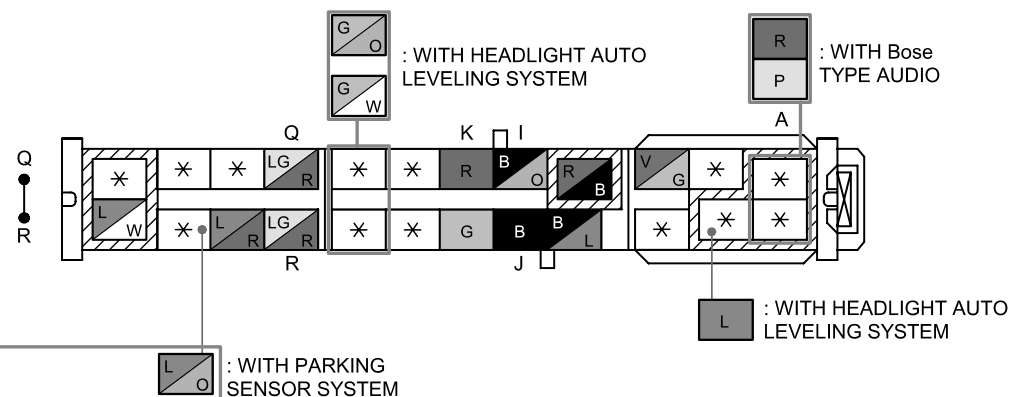 G
O
: WITH HEADLIGHT AUTO
LEVELING SYSTEM
G
W
R
: WITH Bose
TYPE AUDIO
P
A
Q
K
I
Q
*
*
*
LG
R
*
*
R
B
O
R
B
V
G
*
*
L
W
*
L
R
LG
R
*
*
G
B
B
L
*
*
*
R
R
J
L
: WITH HEADLIGHT AUTO
LEVELING SYSTEM
L
O
: WITH PARKING
SENSOR SYSTEM